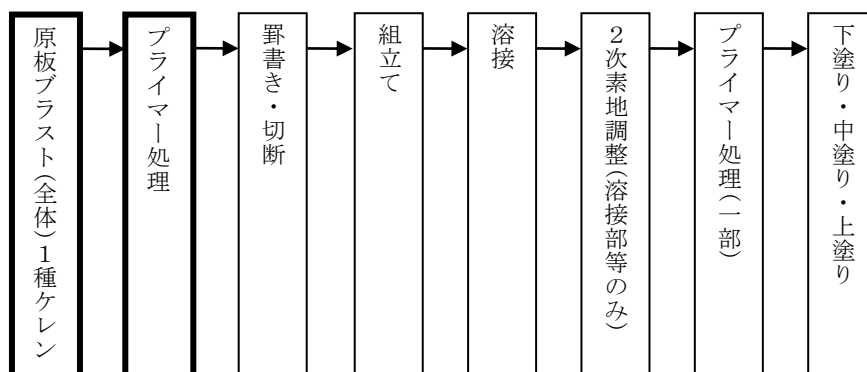 原板ブラスト(全体)1種ケレン
プライマー処理
罫書き・切断
組立て
溶接
2次素地調整(溶接部等のみ)
プライマー処理(一部)
下塗り・中塗り・上塗り